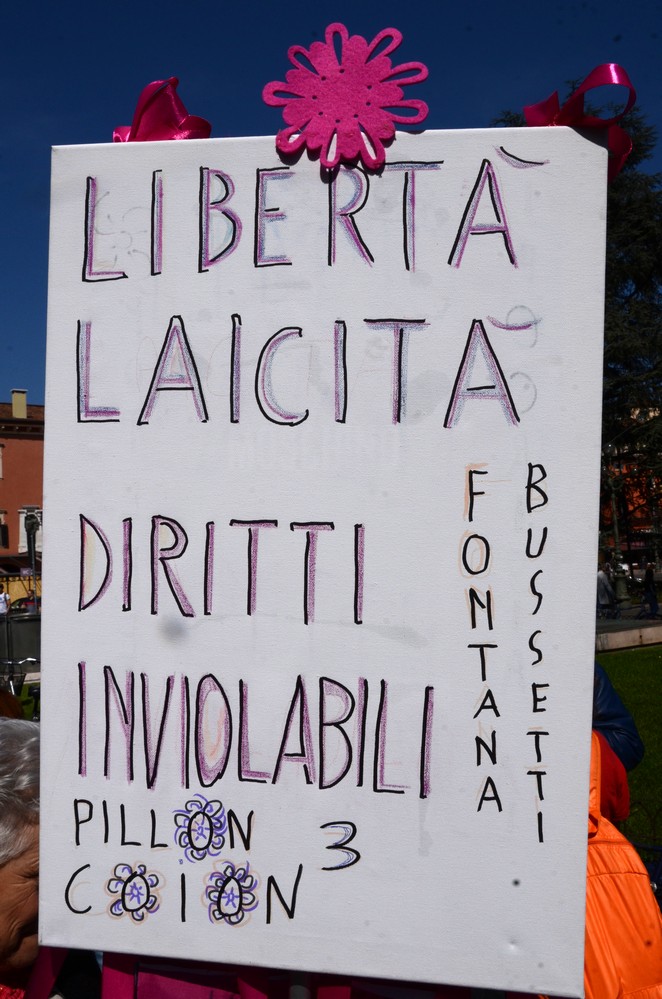 LIBERTÀ
LAICITÀ
DIRITTI
INVIOLABILI
FONTANA
BUSSETTI
PILLON
COION 3